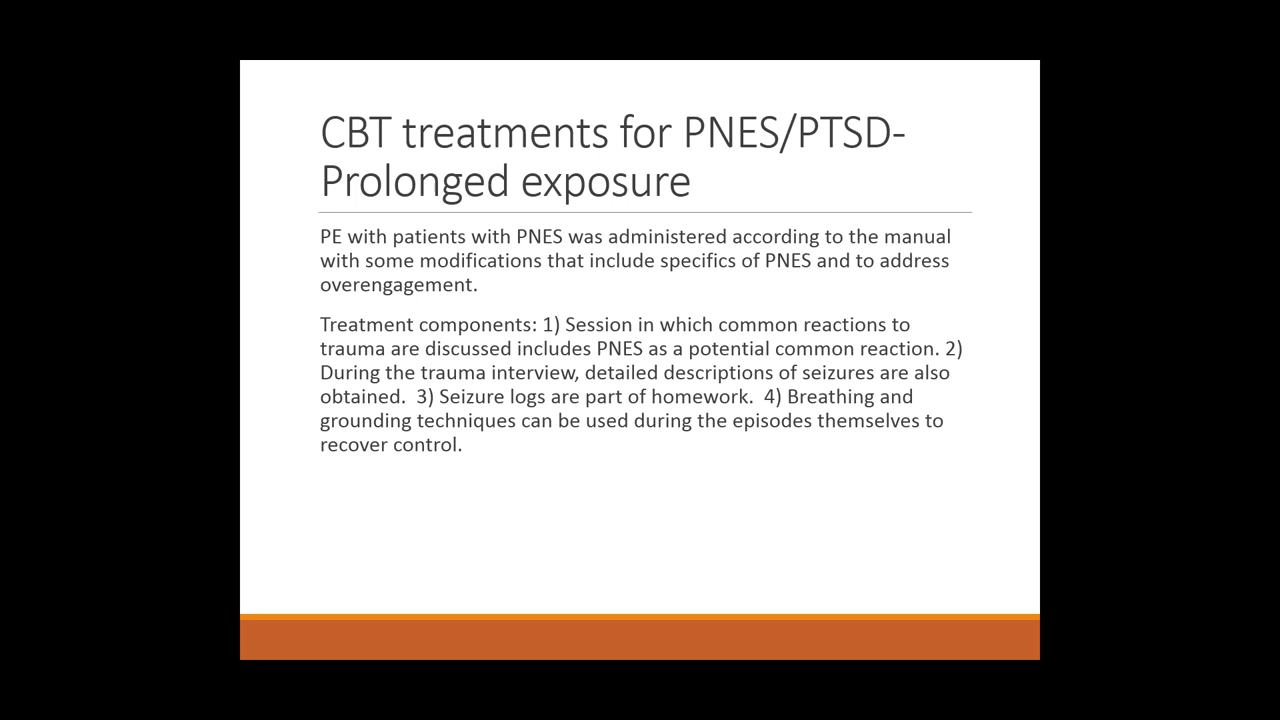 CBT treatments for PNES/PTSD-
Prolonged exposure
PE with patients with PNES was administered according to the manual
with some modifications that include specifics of PNES and to address
overengagement.
Treatment components: 1) Session in which common reactions to
trauma are discussed includes PNES as a potential common reaction. 2)
During the trauma interview, detailed descriptions of seizures are also
obtained.  3) Seizure logs are part of homework.  4) Breathing and
grounding techniques can be used during the episodes themselves to
recover control.